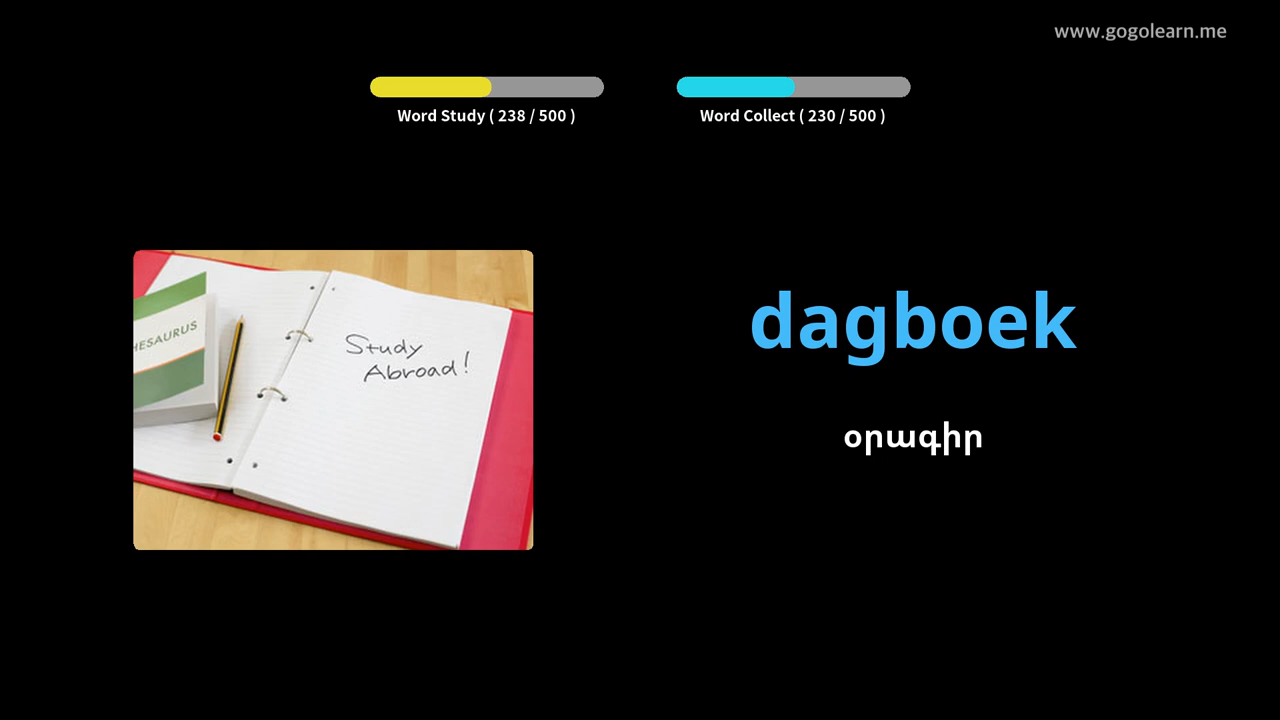 www.gogolearn.me
Word Study ( 238 / 500 )
Word Collect ( 230 / 500 )
HESAURUS
Study
Abroad!
dagboek
օրագիր